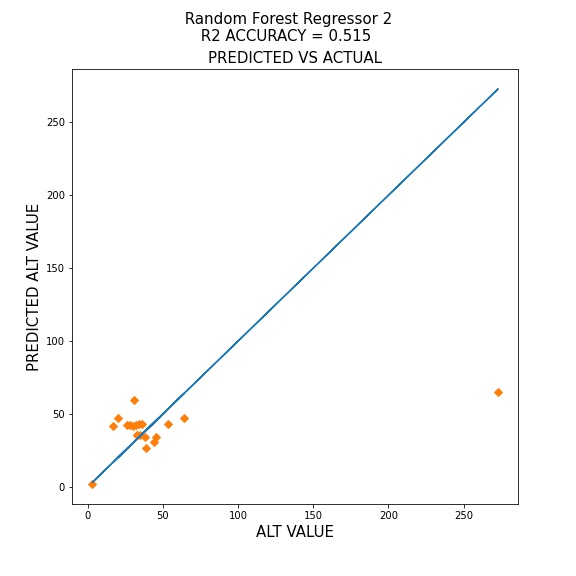 Random Forest Regressor 2
R2 ACCURACY = 0.515
PREDICTED VS ACTUAL
PREDICTED ALT VALUE
250
200
150
100
50
0
0 50 100 150 200 250
ALT VALUE